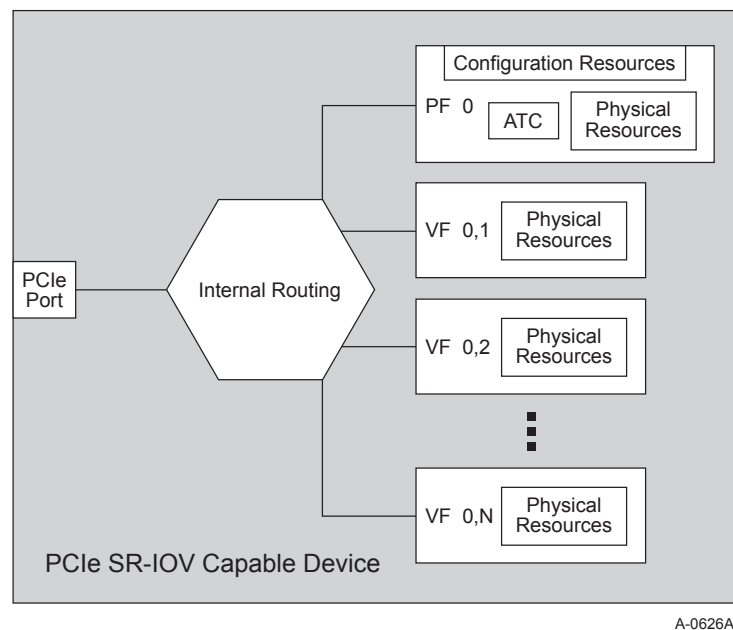 Configuration Resources
PF 0
ATC
Physical
Resources
VF 0,1
Physical
Resources
PCIe
Port
Internal Routing
VF 0,2
Physical
Resources
VF 0,N
Physical
Resources
PCIe SR-IOV Capable Device
A-0626A